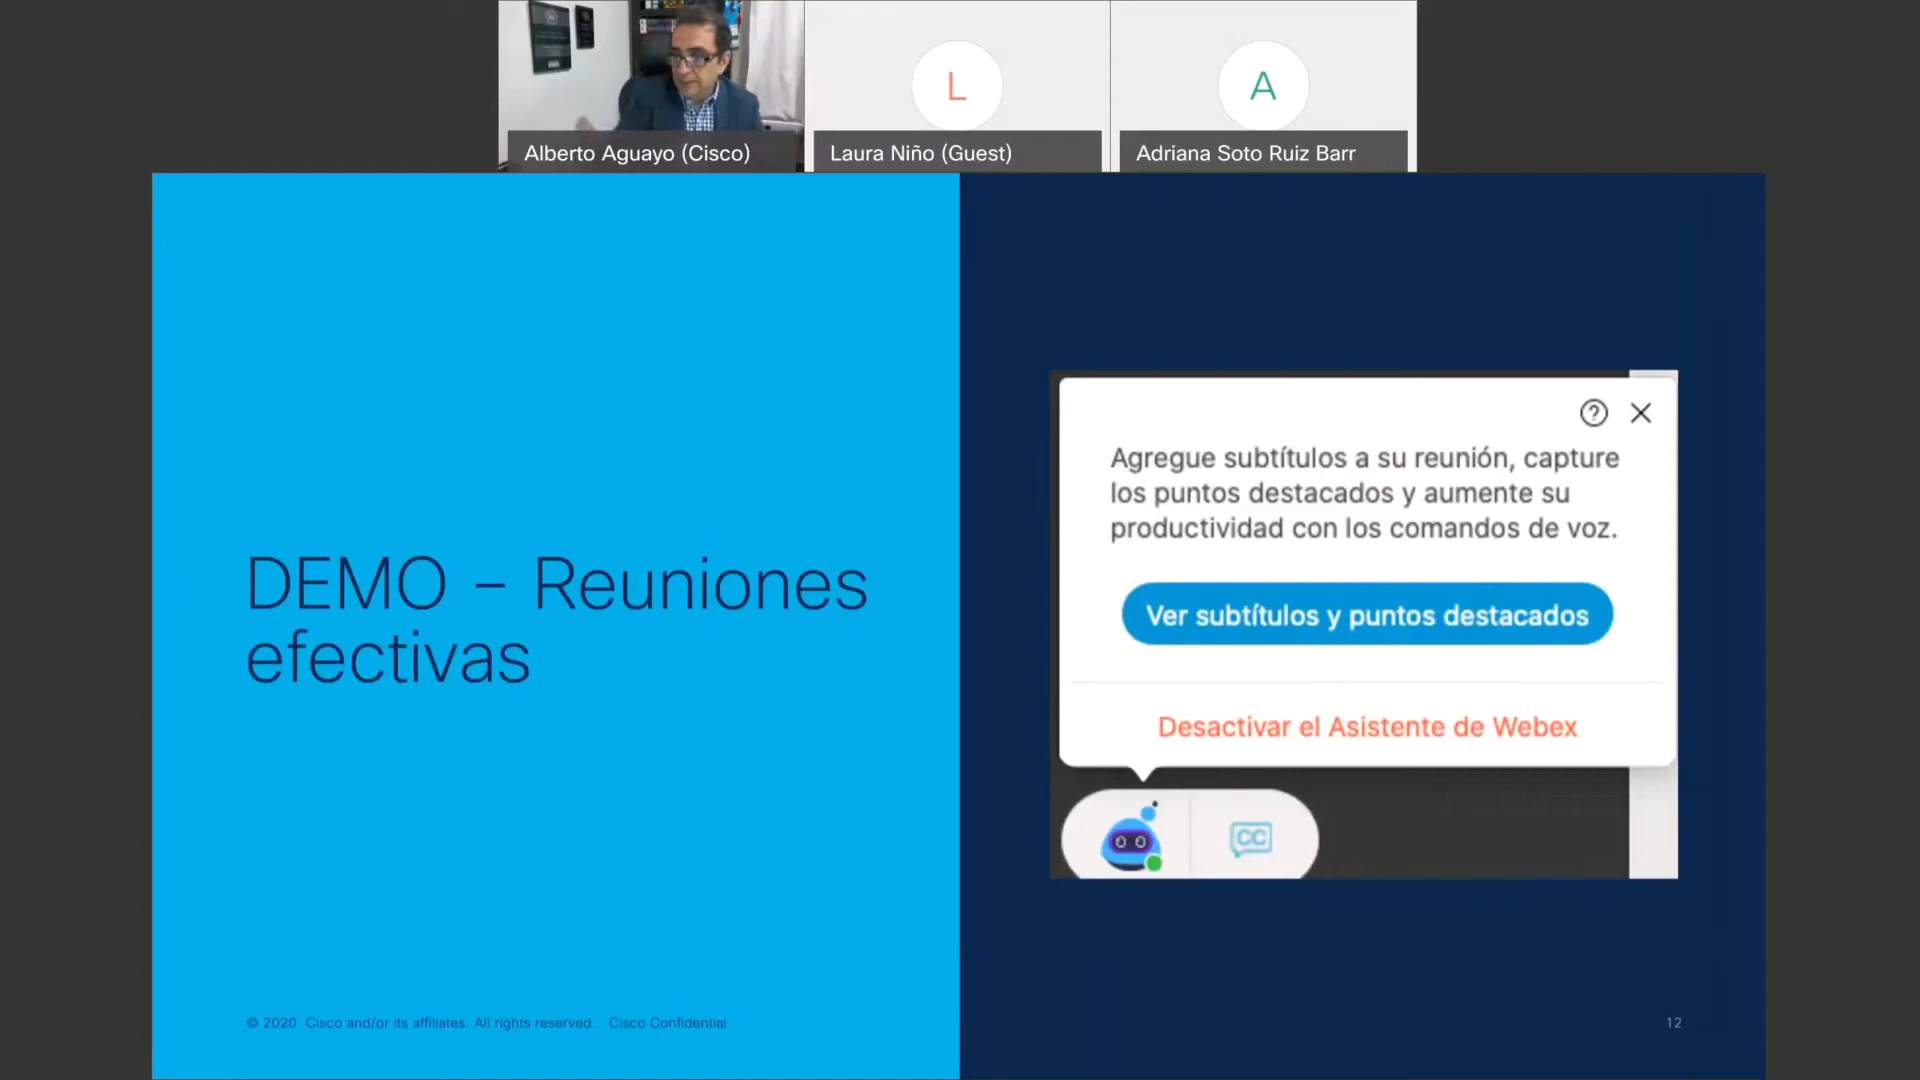 Alberto Aguayo (Cisco)
L
Laura Niño (Guest)
A
Adriana Soto Ruiz Barr
DEMO – Reuniones
efectivas
Agregue subtítulos a su reunión, capture
los puntos destacados y aumente su
productividad con los comandos de voz.
Ver subtítulos y puntos destacados
Desactivar el Asistente de Webex
CC
© 2020 Cisco and/or its affiliates. All rights reserved. Cisco Confidential
12